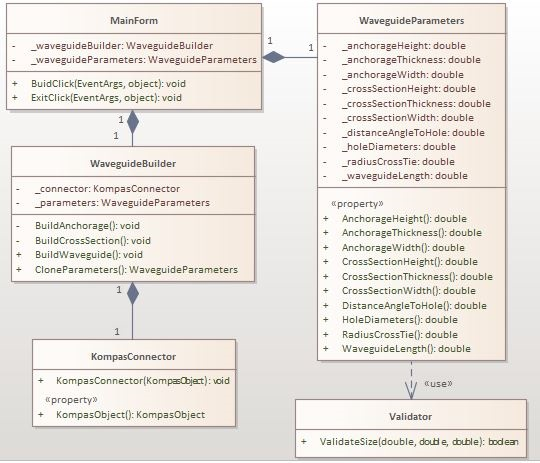 MainForm
- _waveguideBuilder: WaveguideBuilder
- _waveguideParameters: WaveguideParameters
+ BuidClick(EventArgs, object): void
+ ExitClick(EventArgs, object): void
1
1
1
1
WaveguideBuilder
- _connector: KompasConnector
- _parameters: WaveguideParameters
- BuildAnchorage(): void
- BuildCrossSection(): void
+ BuildWaveguide(): void
+ CloneParameters(): WaveguideParameters
1
1
KompasConnector
+ KompasConnector(KompasObject): void
«property»
+ KompasObject(): KompasObject
WaveguideParameters
- _anchorageHeight: double
- _anchorageThickness: double
- _anchorageWidth: double
- _crossSectionHeight: double
- _crossSectionThickness: double
- _crossSectionWidth: double
- _distanceAngleToHole: double
- _holeDiameters: double
- _radiusCrossTie: double
- _waveguideLength: double
«property»
+ AnchorageHeight(): double
+ AnchorageThickness(): double
+ AnchorageWidth(): double
+ CrossSectionHeight(): double
+ CrossSectionThickness(): double
+ CrossSectionWidth(): double
+ DistanceAngleToHole(): double
+ HoleDiameters(): double
+ RadiusCrossTie(): double
+ WaveguideLength(): double
«use»
Validator
+ ValidateSize(double, double, double): boolean